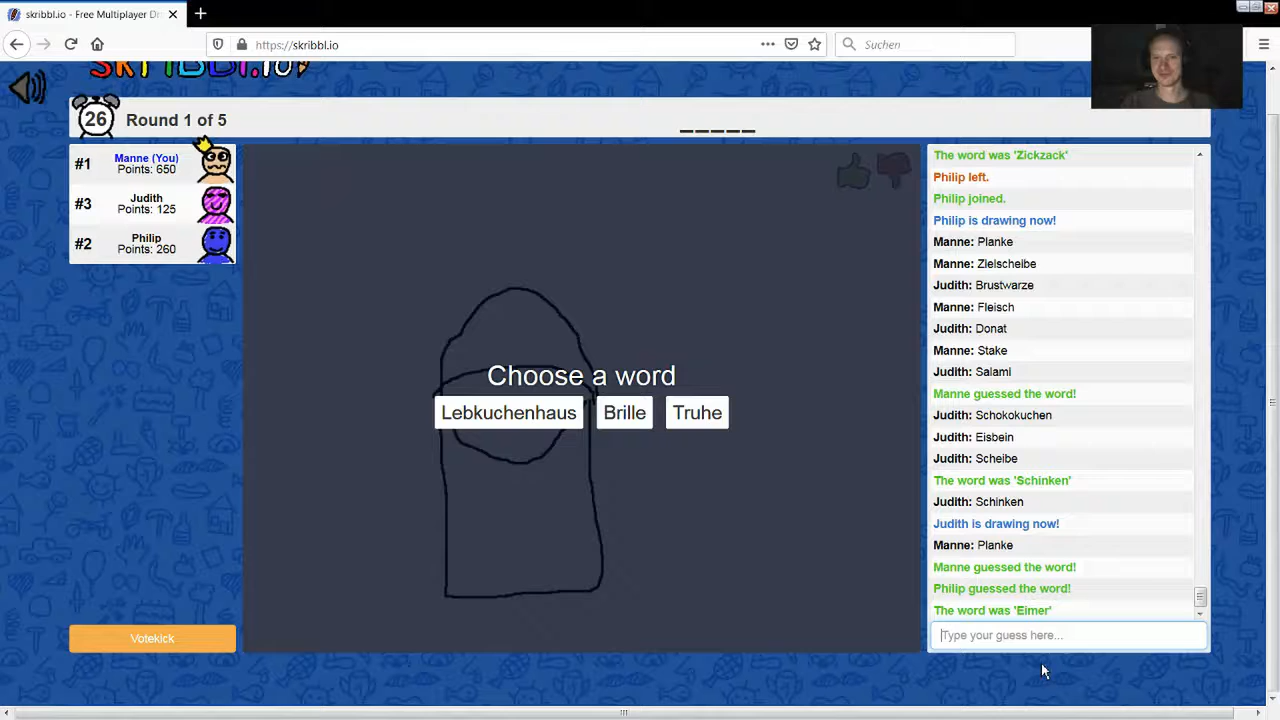 skribbl.io - Free Multiplayer Dr
https://skribbl.io
Suchen
SKRIBBL.IO
26
Round 1 of 5
_____
#1
Manne (You)
Points: 650
#3
Judith
Points: 125
#2
Philip
Points: 260
Choose a word
Lebkuchenhaus
Brille
Truhe
The word was 'Zickzack'
Philip left.
Philip joined.
Philip is drawing now!
Manne: Planke
Manne: Zielscheibe
Judith: Brustwarze
Manne: Fleisch
Judith: Donat
Manne: Stake
Judith: Salami
Manne guessed the word!
Judith: Schokokuchen
Judith: Eisbein
Judith: Scheibe
The word was 'Schinken'
Judith: Schinken
Judith is drawing now!
Manne: Planke
Manne guessed the word!
Philip guessed the word!
The word was 'Eimer'
Type your guess here...
Votekick